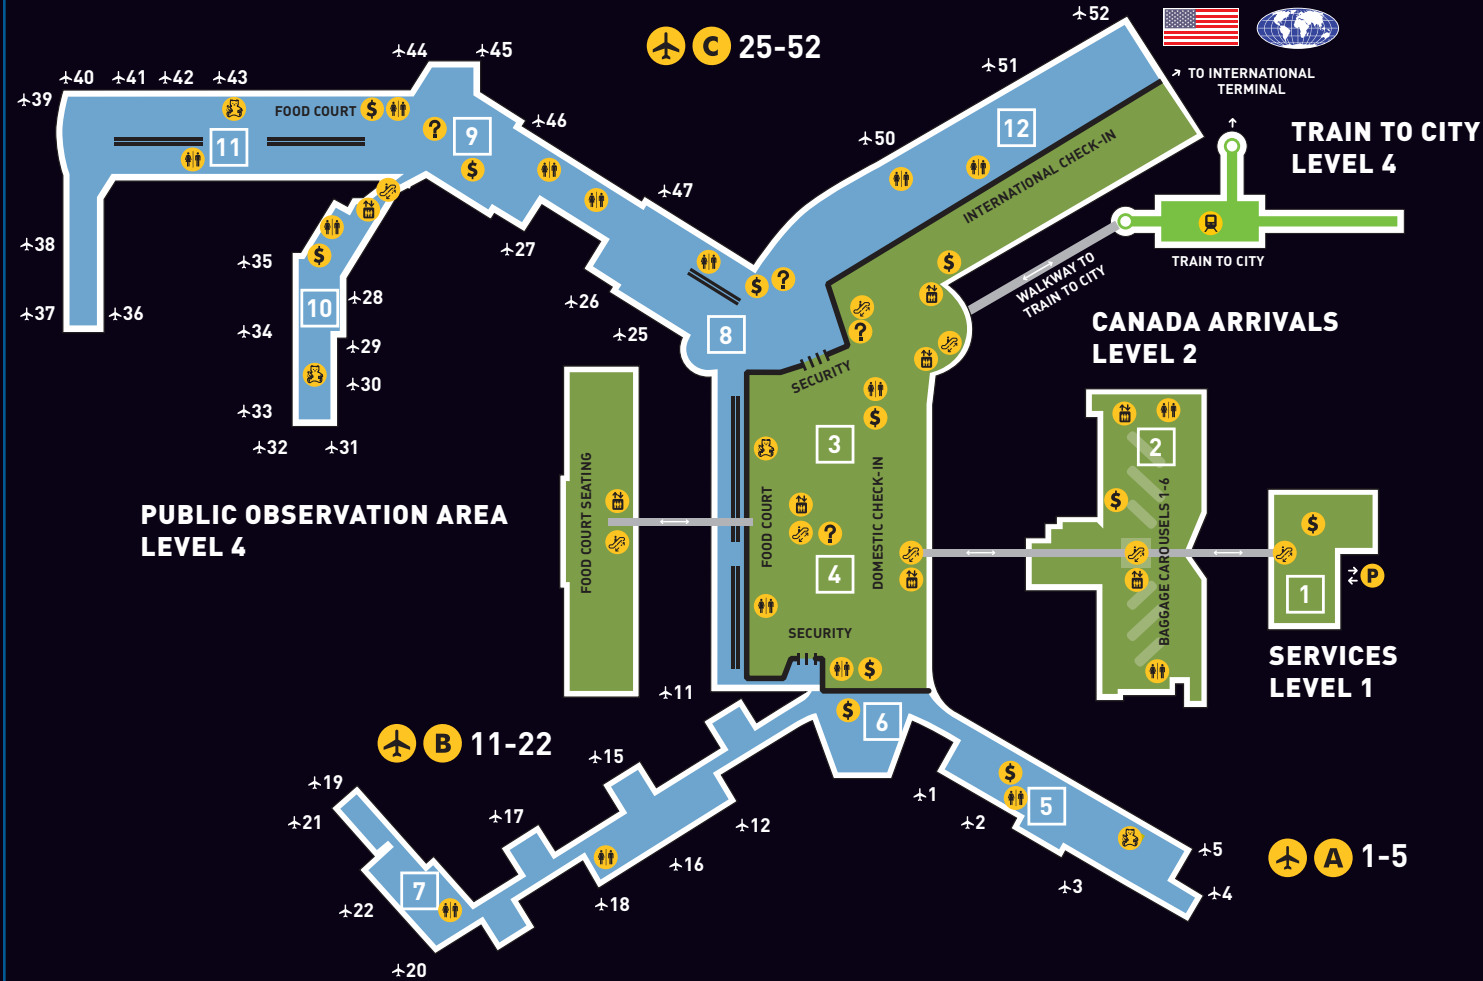 52
C 25-52
44
45
51
TO INTERNATIONAL
TERMINAL
40
41
42
43
39
FOOD COURT
$
46
50
12
TRAIN TO CITY
LEVEL 4
?
9
11
INTERNATIONAL CHECK-IN
$
47
38
35
27
$
$
?
TRAIN TO CITY
WALKWAY TO
TRAIN TO CITY
$
28
10
26
37
36
34
25
8
?
CANADA ARRIVALS
LEVEL 2
29
30
SECURITY
33
$
32
31
3
2
FOOD COURT SEATING
FOOD COURT
DOMESTIC CHECK-IN
BAGGAGE CAROUSELS 1-6
$
$
PUBLIC OBSERVATION AREA
LEVEL 4
?
4
P
1
SECURITY
SERVICES
LEVEL 1
$
11
$
6
B 11-22
15
$
19
1
5
17
21
2
12
5
A 1-5
16
7
3
4
22
18
20